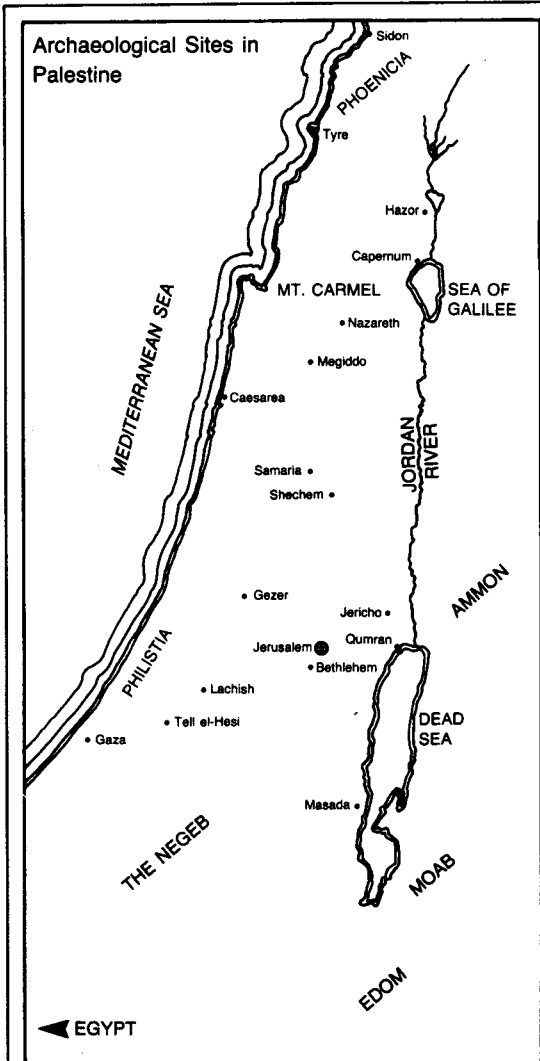 Archaeological Sites in
Palestine
Sidon
PHOENICIA
Tyre
Hazor
Capernum
MT. CARMEL
SEA OF
GALILEE
Nazareth
MEDITERRANEAN SEA
Megiddo
Caesarea
JORDAN
RIVER
Samaria
Shechem
AMMON
Gezer
Jericho
Jerusalem
Qumran
PHILISTIA
Bethlehem
Lachish
Tell el-Hesi
DEAD
SEA
Gaza
Masada
THE NEGEB
MOAB
EDOM
EGYPT